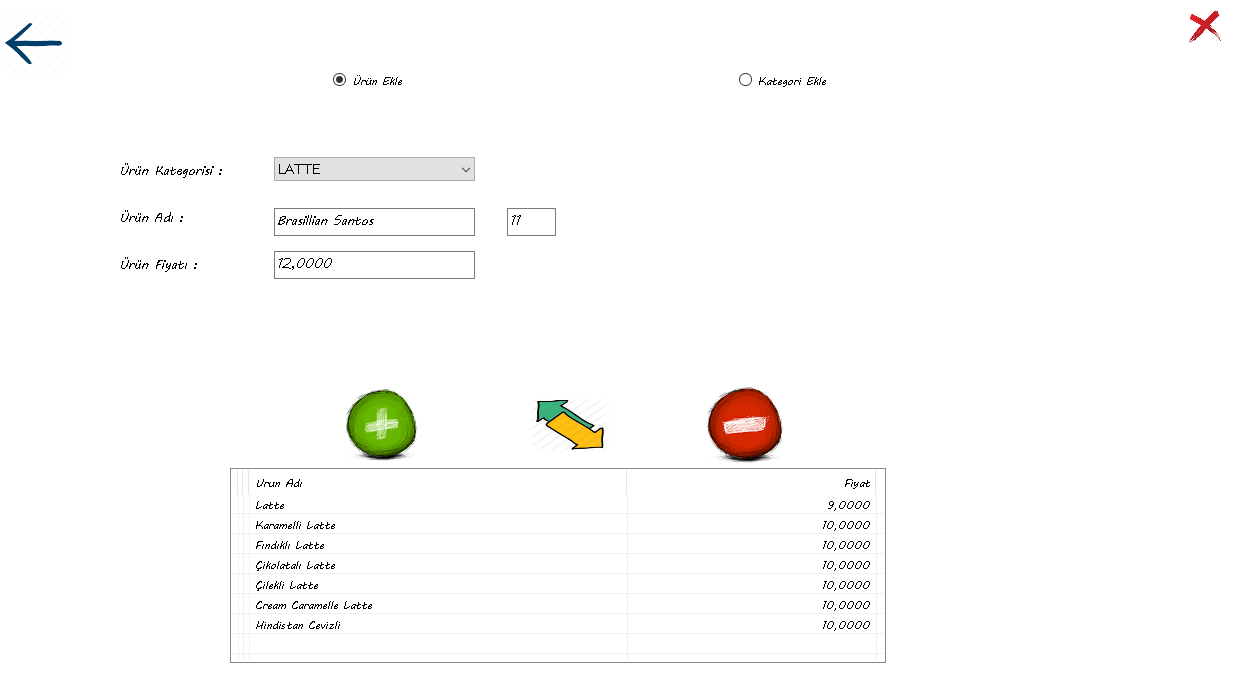 Ürün Ekle Kategori Ekle
Ürün Kategorisi : LATTE
Ürün Adı : Brasillian Santos 11
Ürün Fiyatı : 12,0000
Urun Adı Fiyat
Latte 9,0000
Karamelli Latte 10,0000
Fındıklı Latte 10,0000
Çikolatalı Latte 10,0000
Çilekli Latte 10,0000
Cream Caramelle Latte 10,0000
Hindistan Cevizli 10,0000